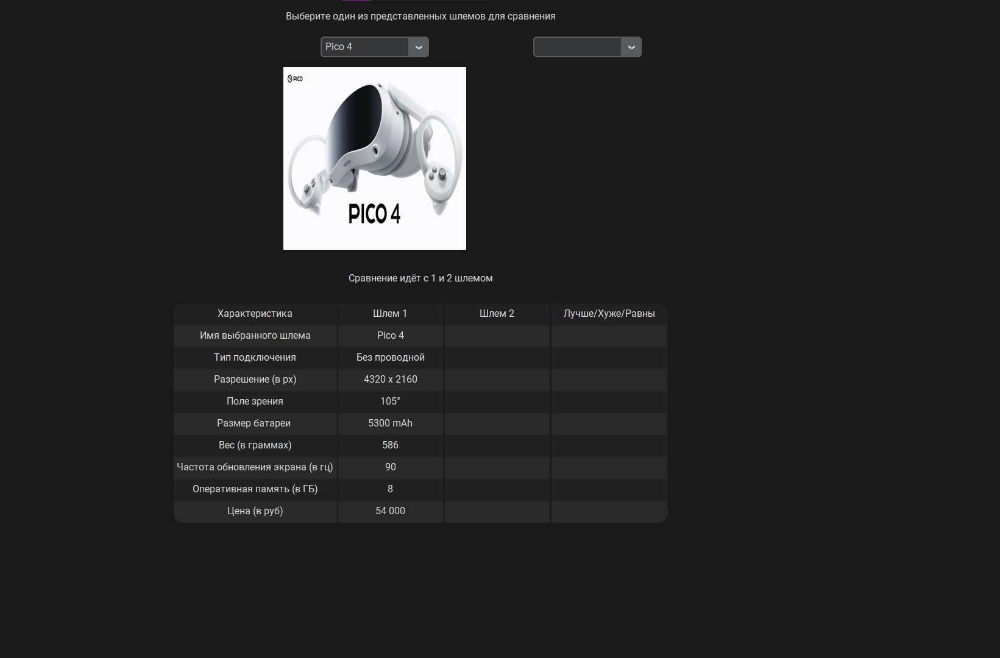 Выберите один из представленных шлемов для сравнения
Pico 4
PICO
PICO 4
Сравнение идёт с 1 и 2 шлемом
Характеристика Шлем 1 Шлем 2 Лучше/Хуже/Равны
Имя выбранного шлема Pico 4
Тип подключения Без проводной
Разрешение (в px) 4320 x 2160
Поле зрения 105°
Размер батареи 5300 mAh
Вес (в граммах) 586
Частота обновления экрана (в гц) 90
Оперативная память (в ГБ) 8
Цена (в руб) 54 000